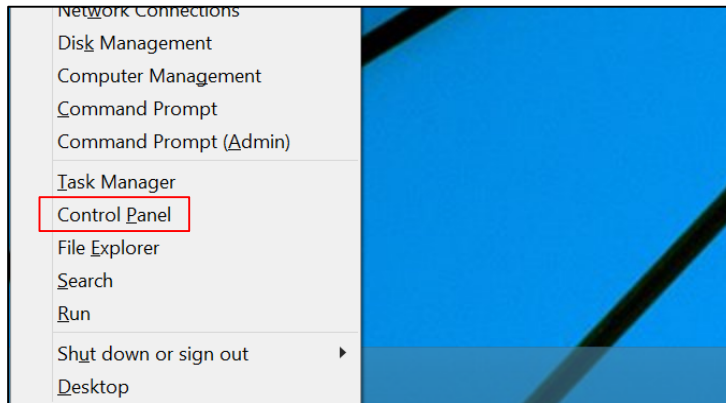 Network Connections
Disk Management
Computer Management
Command Prompt
Command Prompt (Admin)
Task Manager
Control Panel
File Explorer
Search
Run
Shut down or sign out
Desktop